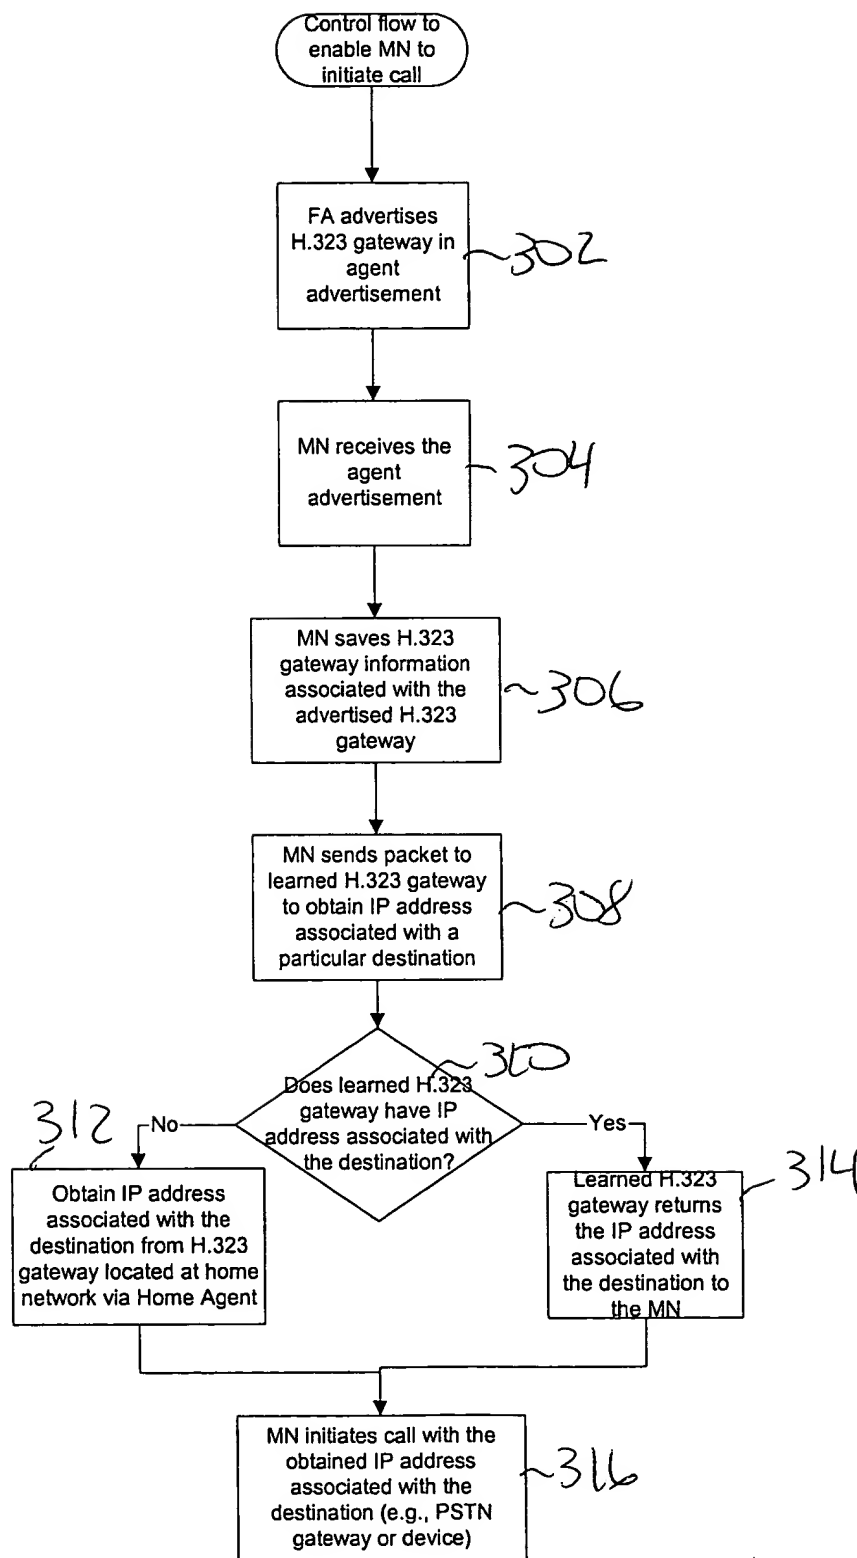 Control flow to
enable MN to
initiate call
FA advertises
H.323 gateway in
agent
advertisement
302
MN receives the
agent
advertisement
304
MN saves H.323
gateway information
associated with the
advertised H.323
gateway
306
MN sends packet to
learned H.323 gateway
to obtain IP address
associated with a
particular destination
308
310
Does learned H.323
gateway have IP
address associated with
the destination?
No
Yes
312
Obtain IP address
associated with the
destination from H.323
gateway located at home
network via Home Agent
314
Learned H.323
gateway returns
the IP address
associated with
the destination to
the MN
MN initiates call with the
obtained IP address
associated with the
destination (e.g., PSTN
gateway or device)
316